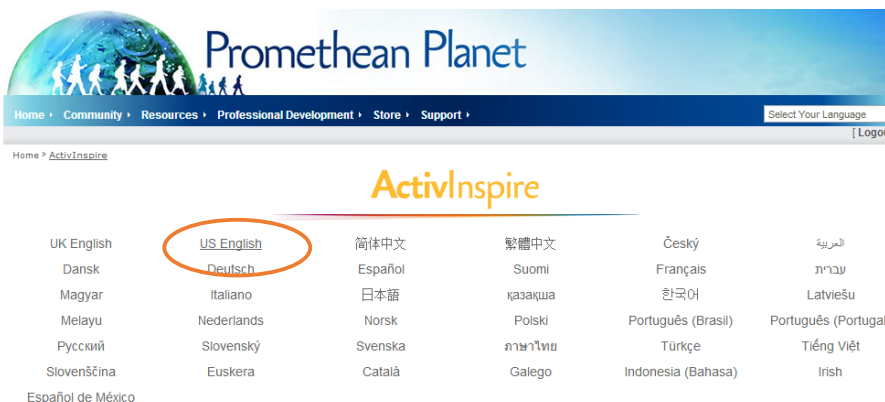 Promethean Planet
Home Community Resources Professional Development Store Support Select Your Language
[ Logou
Home > ActivInspire
ActivInspire
UK English US English 简体中文 繁體中文 Český العربية
Dansk Deutsch Español Suomi Français עברית
Magyar Italiano 日本語 қазақша 한국어 Latviešu
Melayu Nederlands Norsk Polski Português (Brasil) Português (Portugal
Русский Slovenský Svenska ภาษาไทย Türkçe Tiếng Việt
Slovenščina Euskera Català Galego Indonesia (Bahasa) Irish
Español de México